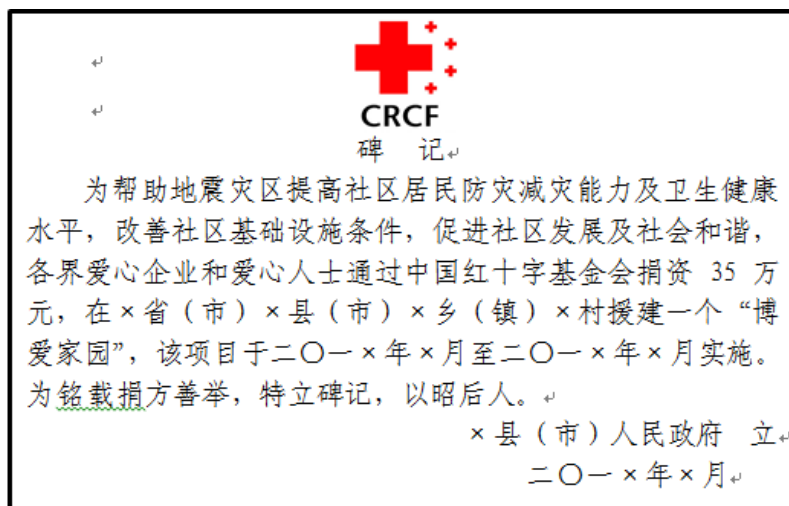 CRCF
碑 记
为帮助地震灾区提高社区居民防灾减灾能力及卫生健康
水平，改善社区基础设施条件，促进社区发展及社会和谐，
各界爱心企业和爱心人士通过中国红十字基金会捐资 35 万
元，在×省（市）×县（市）×乡（镇）×村援建一个“博
爱家园”，该项目于二〇一×年×月至二〇一×年×月实施。
为铭载捐方善举，特立碑记，以昭后人。
×县（市）人民政府 立
二〇一×年×月